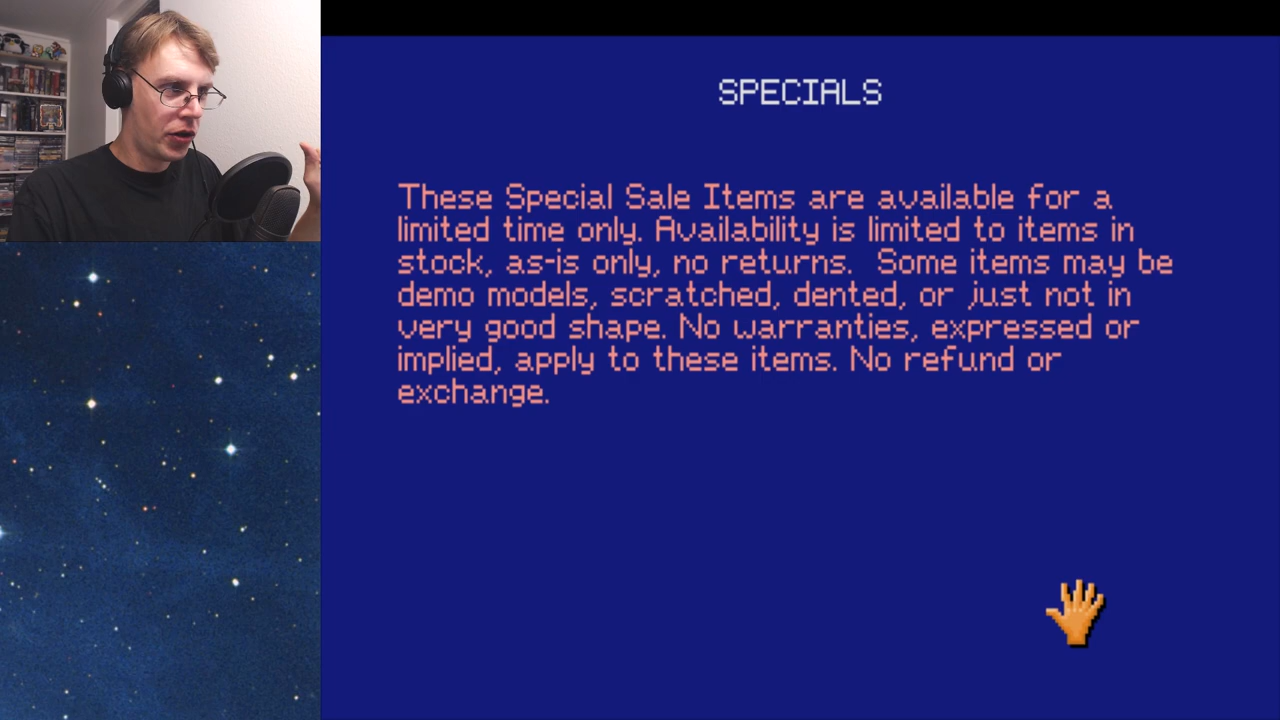 SPECIALS
These Special Sale Items are available for a
limited time only. Availability is limited to items in
stock, as-is only, no returns.  Some items may be
demo models, scratched, dented, or just not in
very good shape. No warranties, expressed or
implied, apply to these items. No refund or
exchange.